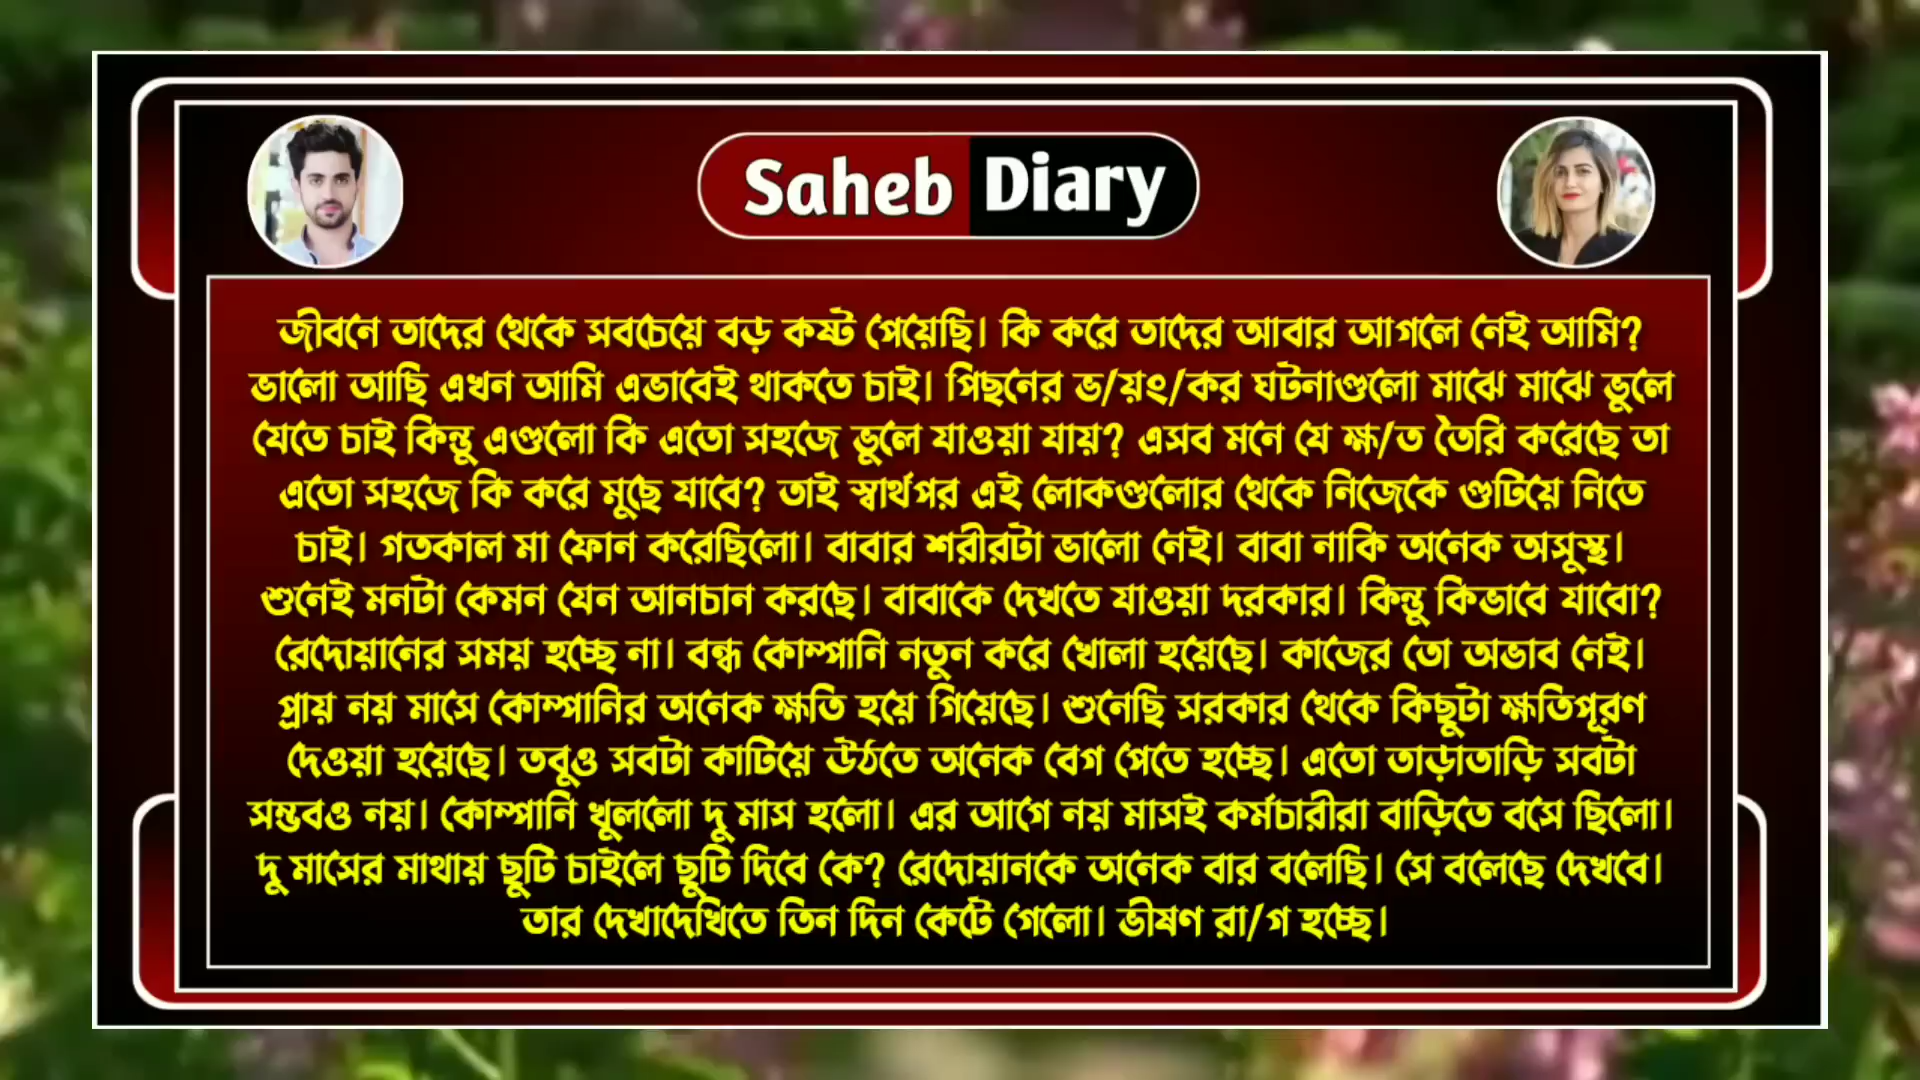 Saheb Diary
জীবনে তাদের থেকে সবচেয়ে বড় কষ্ট পেয়েছি। কি করে তাদের আবার আগলে নেই আমি?
ভালো আছি এখন আমি এভাবেই থাকতে চাই। পিছনের ভ/য়ং/কর ঘটনাগুলো মাঝে মাঝে ভুলে
যেতে চাই কিন্তু এগুলো কি এতো সহজে ভুলে যাওয়া যায়? এসব মনে যে ক্ষ/ত তৈরি করেছে তা
এতো সহজে কি করে মুছে যাবে? তাই স্বার্থপর এই লোকগুলোর থেকে নিজেকে গুটিয়ে নিতে
চাই। গতকাল মা ফোন করেছিলো। বাবার শরীরটা ভালো নেই। বাবা নাকি অনেক অসুস্থ।
শুনেই মনটা কেমন যেন আনচান করছে। বাবাকে দেখতে যাওয়া দরকার। কিন্তু কিভাবে যাবো?
রেদোয়ানের সময় হচ্ছে না। বন্ধ কোম্পানি নতুন করে খোলা হয়েছে। কাজের তো অভাব নেই।
প্রায় নয় মাসে কোম্পানির অনেক ক্ষতি হয়ে গিয়েছে। শুনেছি সরকার থেকে কিছুটা ক্ষতিপূরণ
দেওয়া হয়েছে। তবুও সবটা কাটিয়ে উঠতে অনেক বেগ পেতে হচ্ছে। এতো তাড়াতাড়ি সবটা
সম্ভবও নয়। কোম্পানি খুললো দু মাস হলো। এর আগে নয় মাসই কর্মচারীরা বাড়িতে বসে ছিলো।
দু মাসের মাথায় ছুটি চাইলে ছুটি দিবে কে? রেদোয়ানকে অনেক বার বলেছি। সে বলেছে দেখবে।
তার দেখাদেখিতে তিন দিন কেটে গেলো। ভীষণ রা/গ হচ্ছে।